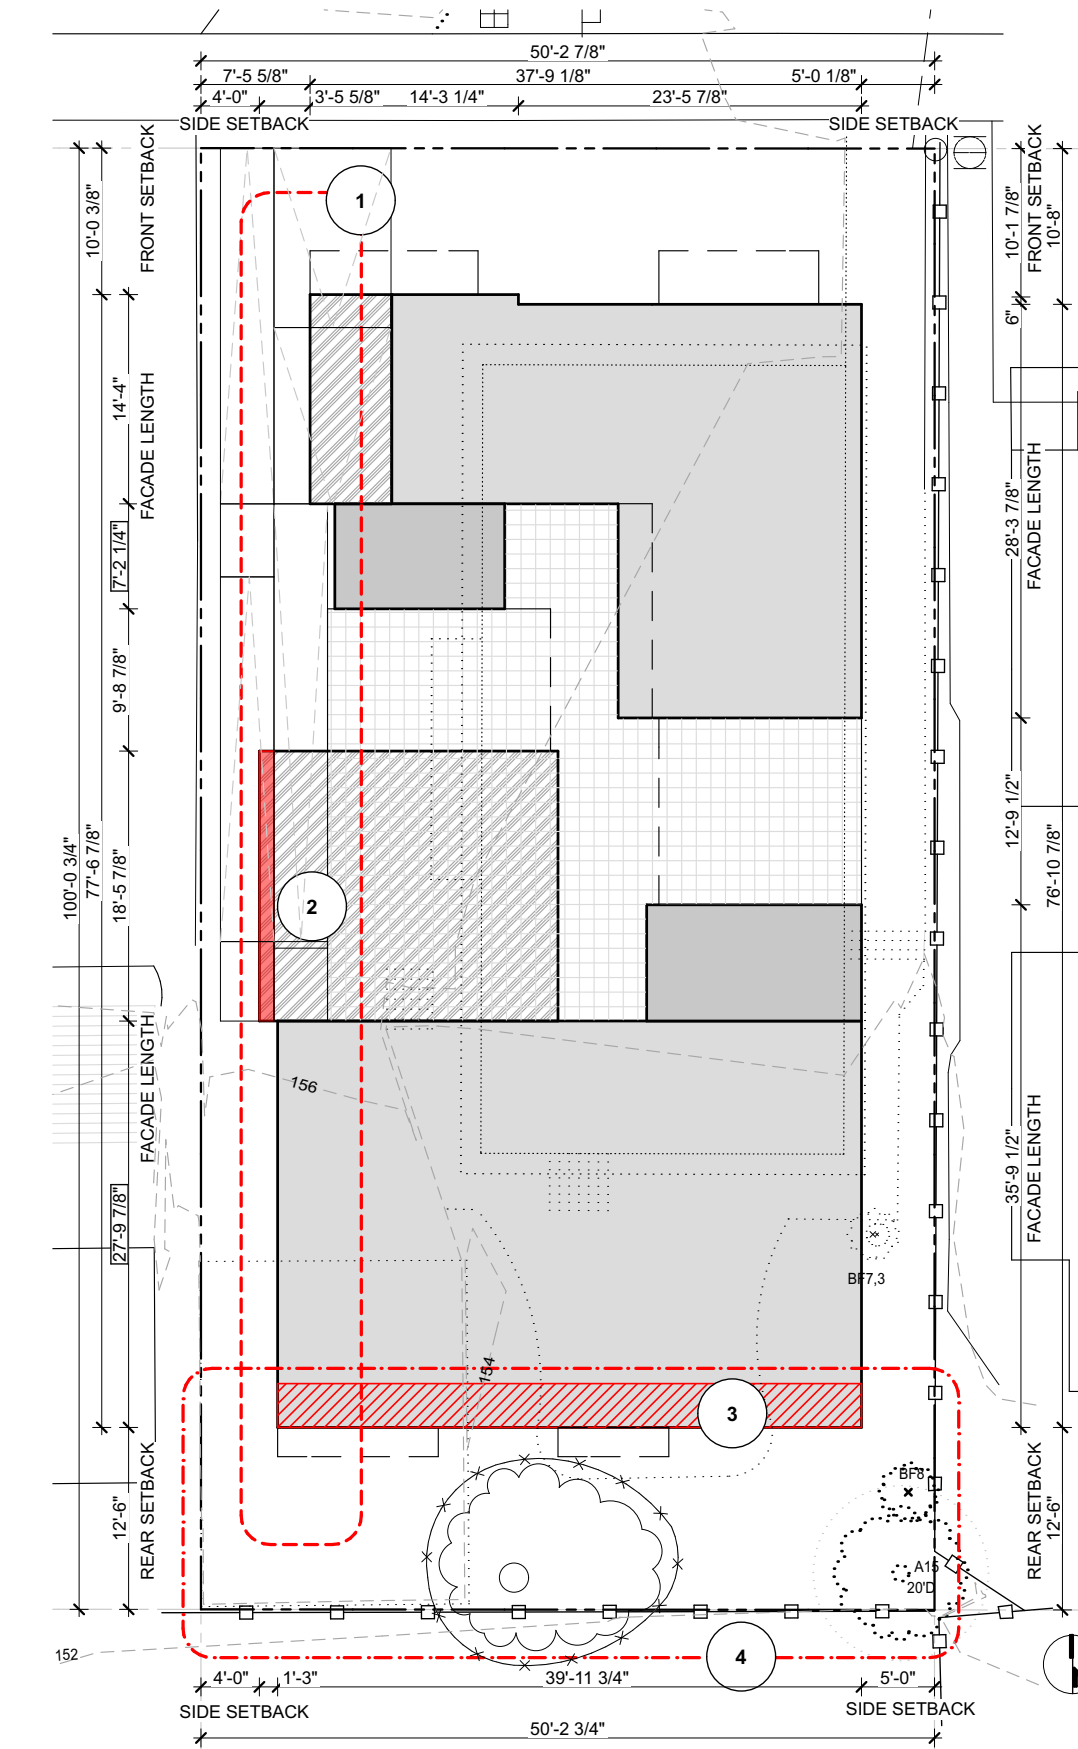 50'-2 7/8"
7'-5 5/8" 37'-9 1/8" 5'-0 1/8"
4'-0" 3'-5 5/8" 14'-3 1/4" 23'-5 7/8"
SIDE SETBACK SIDE SETBACK
10'-0 3/8"
FRONT SETBACK
1
10'-1 7/8"
FRONT SETBACK
10'-8"
6"
14'-4"
FACADE LENGTH
7'-2 1/4"
28'-3 7/8"
FACADE LENGTH
9'-8 7/8"
100'-0 3/4"
77'-6 7/8"
18'-5 7/8"
2
12'-9 1/2"
76'-10 7/8"
FACADE LENGTH
156
27'-9 7/8"
35'-9 1/2"
FACADE LENGTH
BF7,3
154
3
12'-6"
REAR SETBACK
BF8
A15
20'D
REAR SETBACK
12'-6"
152
4
4'-0" 1'-3" 39'-11 3/4" 5'-0"
SIDE SETBACK SIDE SETBACK
50'-2 3/4"